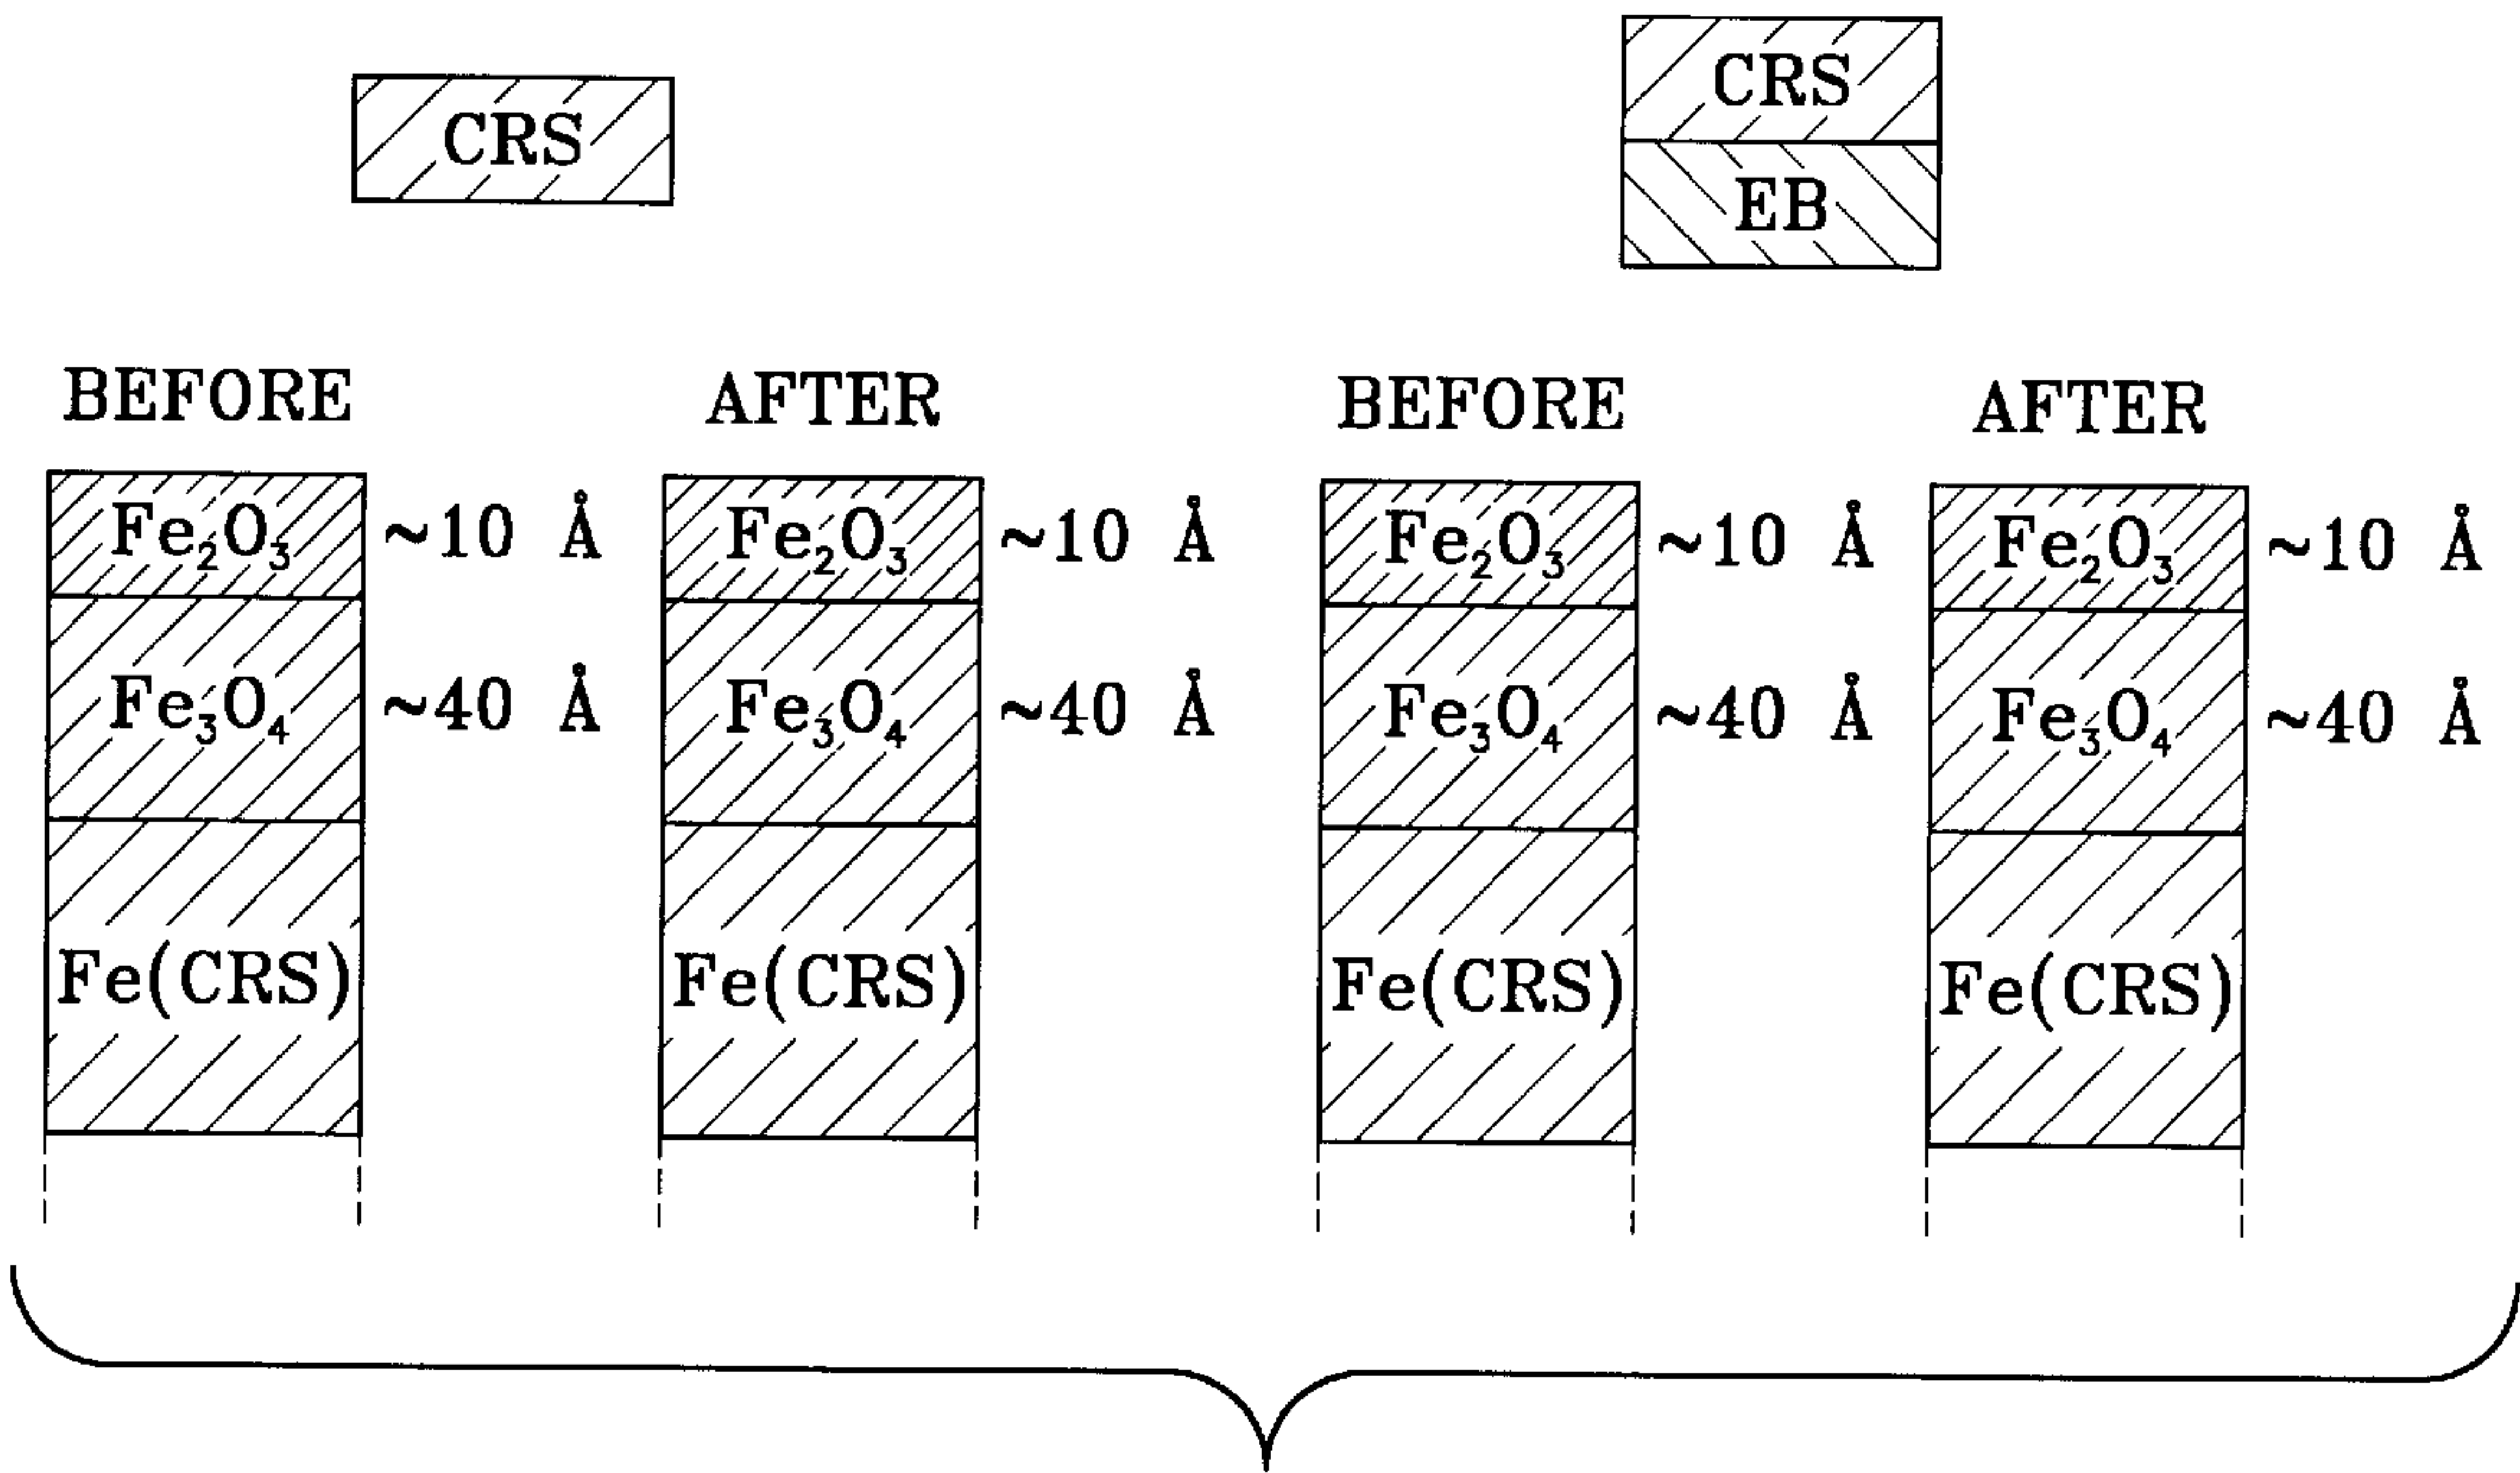 CRS
CRS
EB
BEFORE AFTER BEFORE AFTER
Fe₂O₃ ~10 Å Fe₂O₃ ~10 Å Fe₂O₃ ~10 Å Fe₂O₃ ~10 Å
Fe₃O₄ ~40 Å Fe₃O₄ ~40 Å Fe₃O₄ ~40 Å Fe₃O₄ ~40 Å
Fe(CRS) Fe(CRS) Fe(CRS) Fe(CRS)